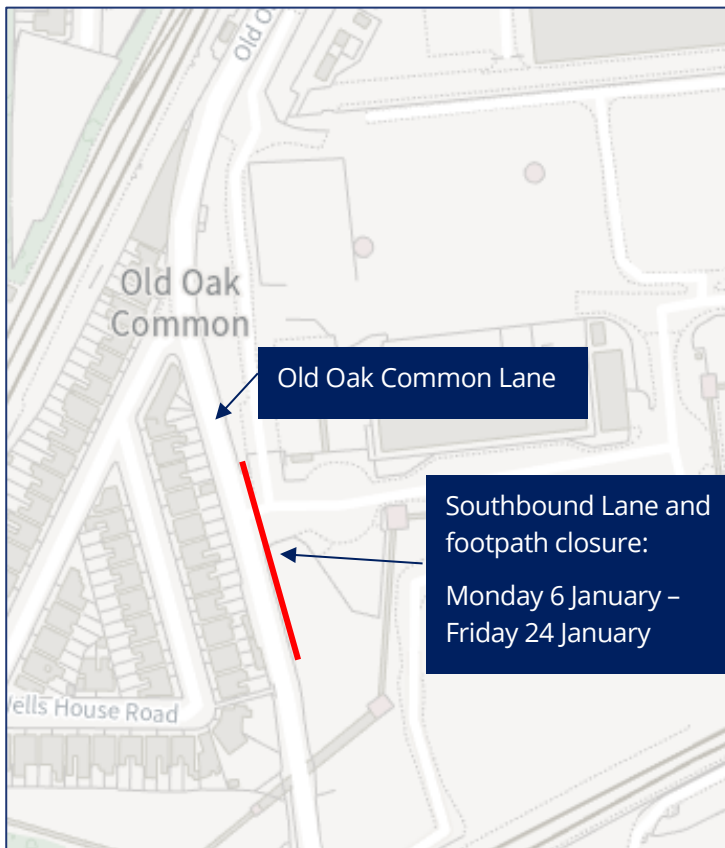 Old O
Old Oak
Common
Old Oak Common Lane
Southbound Lane and
footpath closure:
Monday 6 January –
Friday 24 January
Wells House Road